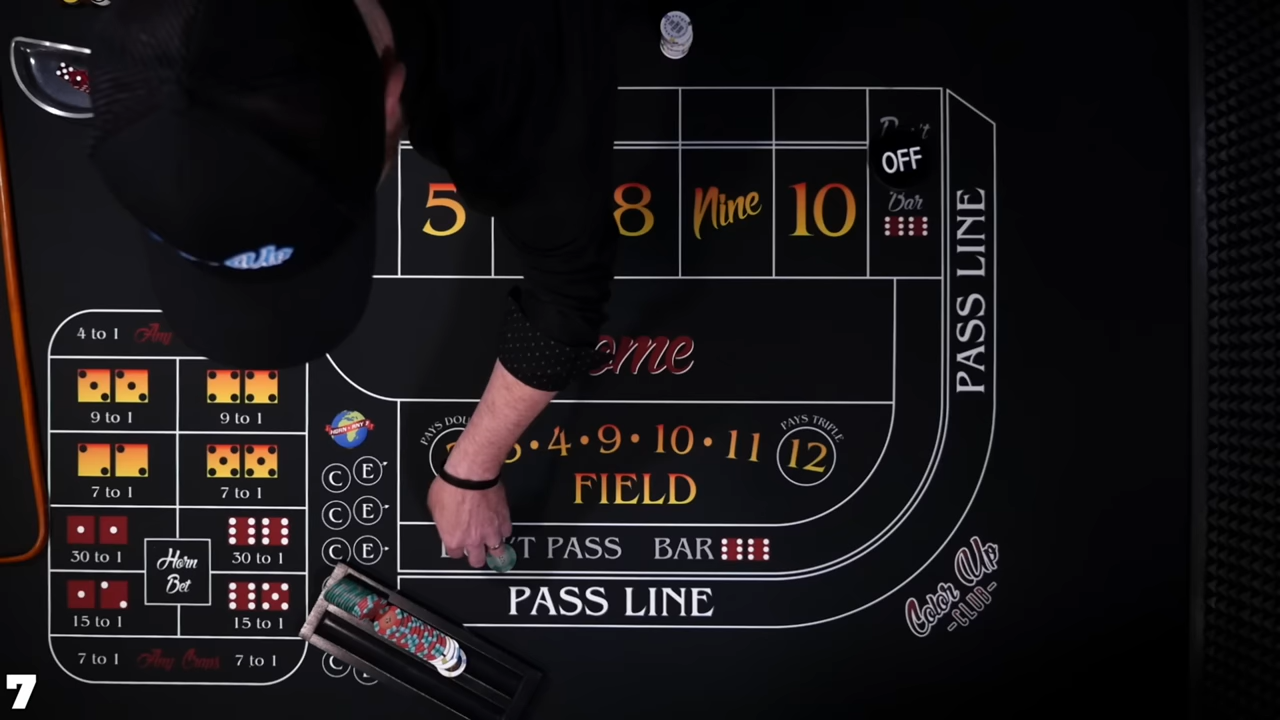 OFF
5
8
Nine
10
Bar
PASS LINE
4 to 1
9 to 1
9 to 1
7 to 1
7 to 1
30 to 1
30 to 1
Horn
Bet
15 to 1
15 to 1
7 to 1 Any Craps 7 to 1
C E
C E
C E
PAYS TRIPLE
4 • 9 • 10 • 11 12
FIELD
PASS BAR
PASS LINE
Color Up
-CLUB-
7